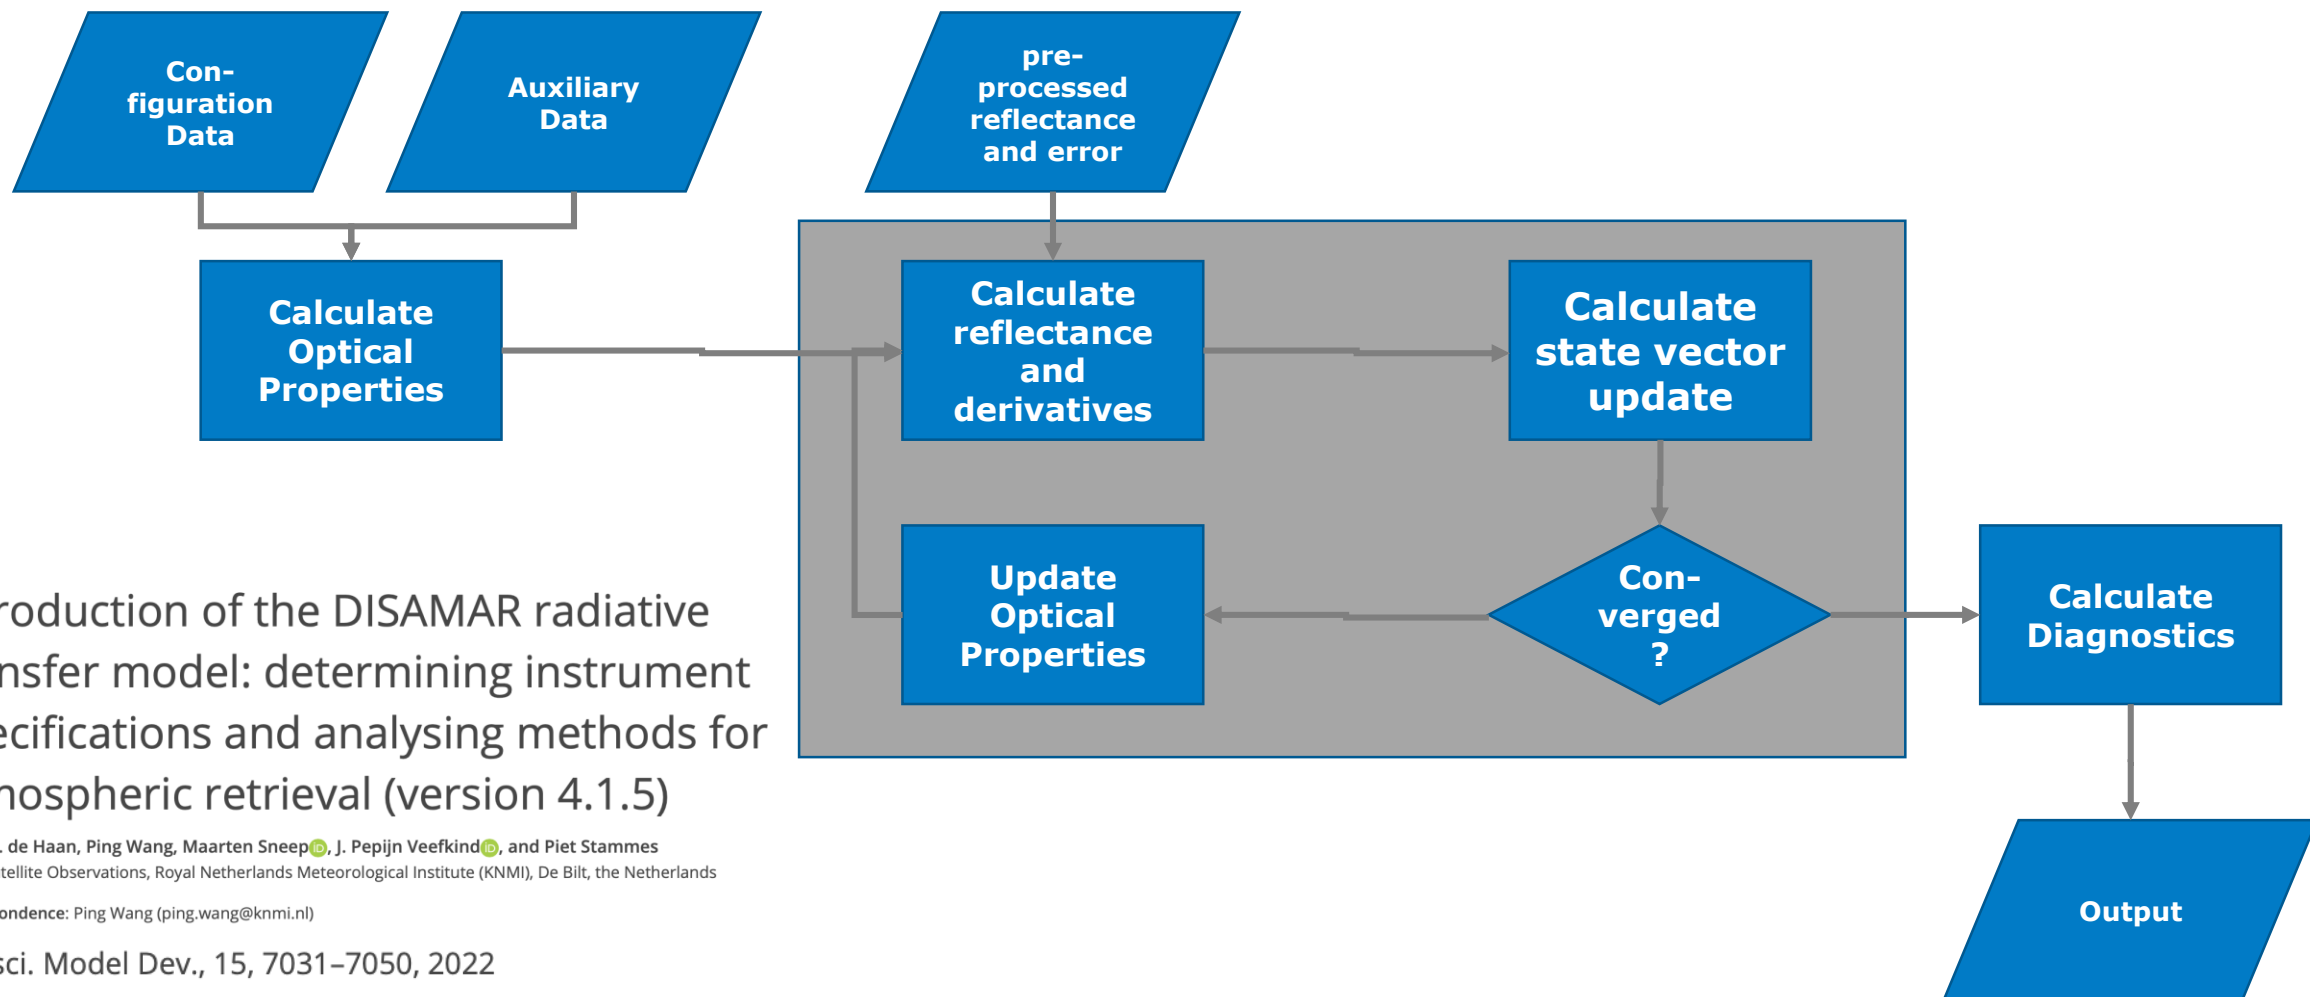 Con-
figuration
Data
Auxiliary
Data
pre-
processed
reflectance
and error
Calculate
Optical
Properties
Calculate
reflectance
and
derivatives
Calculate
state vector
update
Update
Optical
Properties
Con-
verged
?
Calculate
Diagnostics
Output
roduction of the DISAMAR radiative
nsfer model: determining instrument
ecifications and analysing methods for
nospheric retrieval (version 4.1.5)
. de Haan, Ping Wang, Maarten Sneep iD, J. Pepijn Veefkind iD, and Piet Stammes
tellite Observations, Royal Netherlands Meteorological Institute (KNMI), De Bilt, the Netherlands
ondence: Ping Wang (ping.wang@knmi.nl)
sci. Model Dev., 15, 7031–7050, 2022